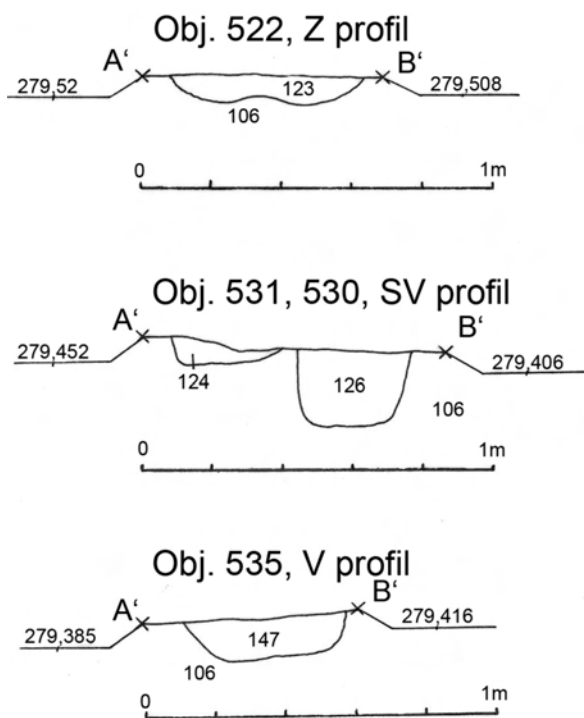 Obj. 522, Z profil
A‘ B‘
279,52 123 279,508
106
0 1m
Obj. 531, 530, SV profil
A‘ B‘
279,452 279,406
124 126 106
0 1m
Obj. 535, V profil
A‘ B‘
279,385 147 279,416
106
0 1m